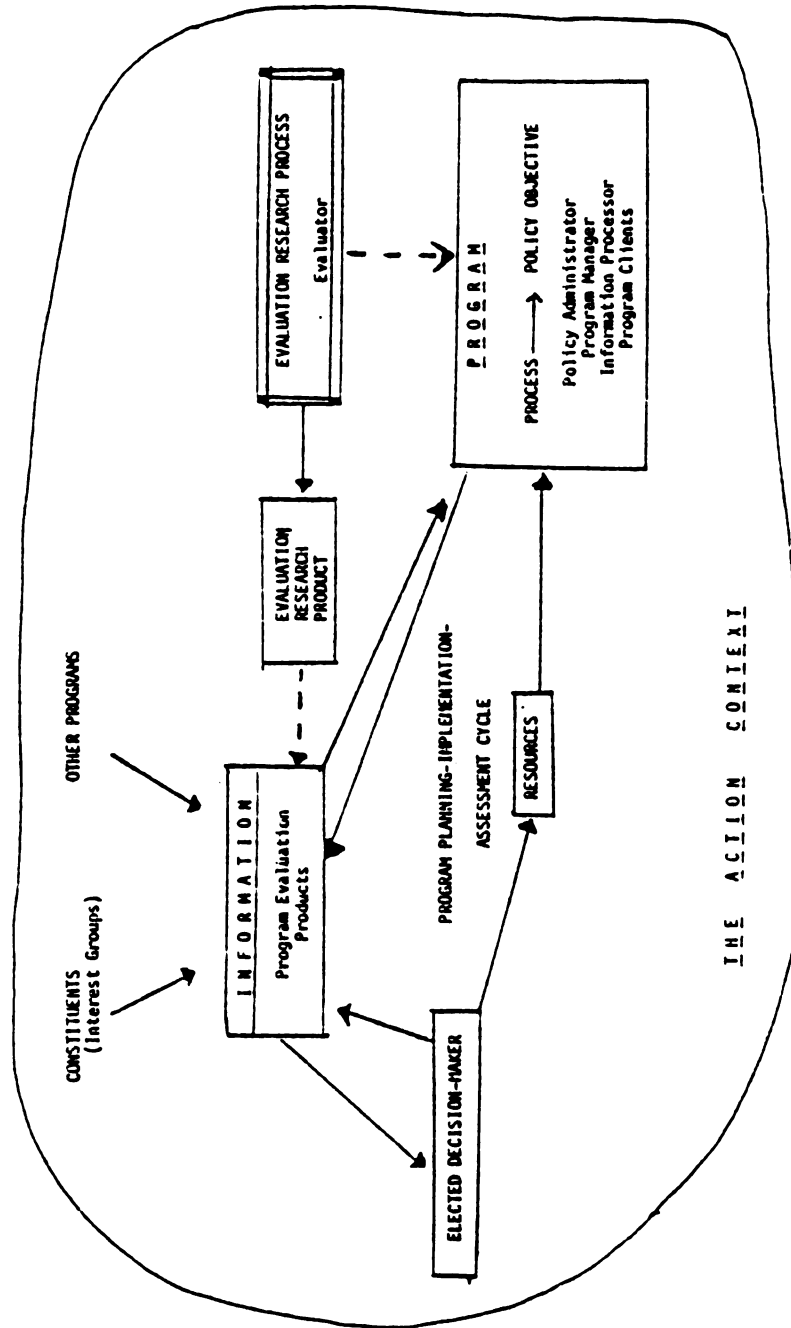 CONSTITUENTS
(Interest Groups)
OTHER PROGRAMS
INFORMATION
Program Evaluation
Products
EVALUATION
RESEARCH
PRODUCT
EVALUATION RESEARCH PROCESS
Evaluator
PROGRAM PLANNING-IMPLEMENTATION-
ASSESSMENT CYCLE
ELECTED DECISION-MAKER
RESOURCES
PROGRAM
PROCESS → POLICY OBJECTIVE
Policy Administrator
Program Manager
Information Processor
Program Clients
THE ACTION CONTEXT